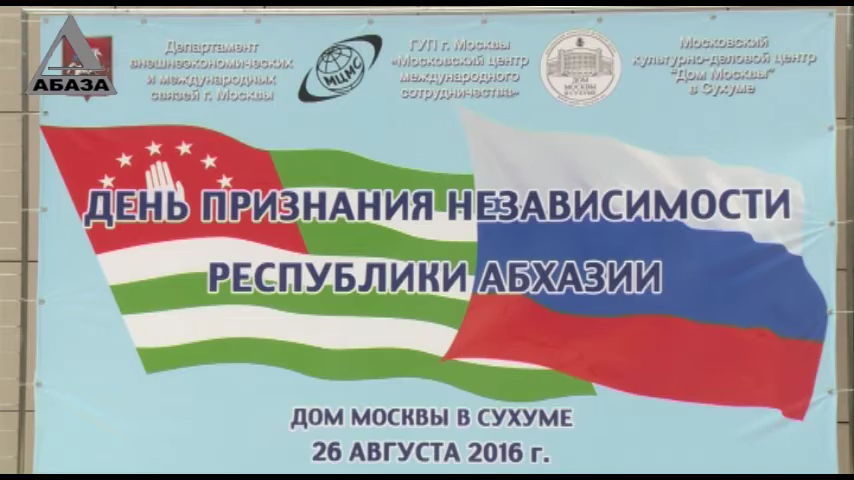 АБАЗА
Департамент
внешнеэкономических
и международных
связей г. Москвы
МЦМС
ГУП г. Москвы
«Московский центр
международного
сотрудничества»
ДОМ
МОСКВЫ
В СУХУМЕ
Московский
культурно-деловой центр
"Дом Москвы"
в Сухуме
ДЕНЬ ПРИЗНАНИЯ НЕЗАВИСИМОСТИ
РЕСПУБЛИКИ АБХАЗИИ
ДОМ МОСКВЫ В СУХУМЕ
26 АВГУСТА 2016 г.